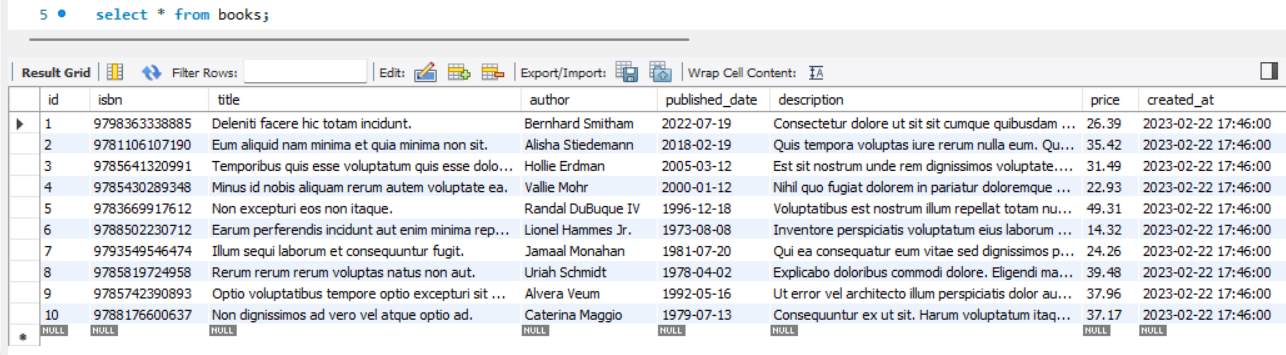 5 select * from books;
Result Grid Filter Rows: Edit: Export/Import: Wrap Cell Content: IA
id isbn title author published_date description price created_at
1 9798363338885 Deleniti facere hic totam incidunt. Bernhard Smitham 2022-07-19 Consectetur dolore ut sit sit cumque quibusdam ... 26.39 2023-02-22 17:46:00
2 9781106107190 Eum aliquid nam minima et quia minima non sit. Alisha Stiedemann 2018-02-19 Quis tempora voluptas iure rerum nulla eum. Qu... 35.42 2023-02-22 17:46:00
3 9785641320991 Temporibus quis esse voluptatum quis esse dolo... Hollie Erdman 2005-03-12 Est sit nostrum unde rem dignissimos voluptate.... 31.49 2023-02-22 17:46:00
4 9785430289348 Minus id nobis aliquam rerum autem voluptate ea. Vallie Mohr 2000-01-12 Nihil quo fugiat dolorem in pariatur doloremque ... 22.93 2023-02-22 17:46:00
5 9783669917612 Non excepturi eos non itaque. Randal DuBuque IV 1996-12-18 Voluptatibus est nostrum illum repellat totam nu... 49.31 2023-02-22 17:46:00
6 9788502230712 Earum perferendis incidunt aut enim minima rep... Lionel Hammes Jr. 1973-08-08 Inventore perspiciatis voluptatum eius laborum ... 14.32 2023-02-22 17:46:00
7 9793549546474 Illum sequi laborum et consequuntur fugit. Jamaal Monahan 1981-07-20 Qui ea consequatur eum vitae sed dignissimos p... 24.26 2023-02-22 17:46:00
8 9785819724958 Rerum rerum rerum voluptas natus non aut. Uriah Schmidt 1978-04-02 Explicabo doloribus commodi dolore. Eligendi ma... 39.48 2023-02-22 17:46:00
9 9785742390893 Optio voluptatibus tempore optio excepturi sit ... Alvera Veum 1992-05-16 Ut error vel architecto illum perspiciatis dolor au... 37.96 2023-02-22 17:46:00
10 9788176600637 Non dignissimos ad vero vel atque optio ad. Caterina Maggio 1979-07-13 Consequuntur ex ut sit. Harum voluptatum itaq... 37.17 2023-02-22 17:46:00
NULL NULL NULL NULL NULL NULL NULL NULL